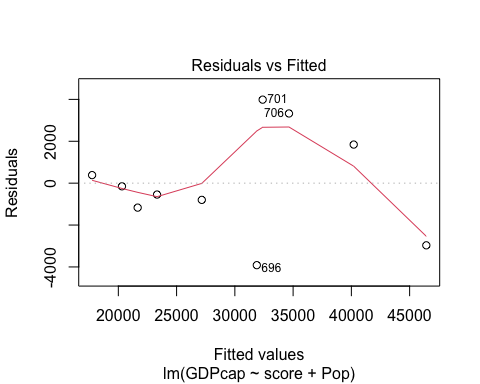 Residuals vs Fitted
Residuals
2000
0
-4000
701
706
696
20000 25000 30000 35000 40000 45000
Fitted values
lm(GDPcap ~ score + Pop)